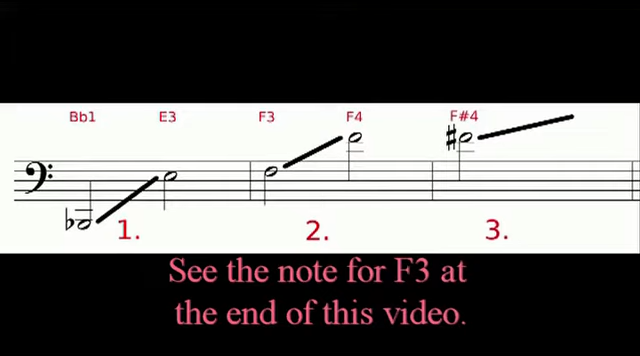 Bb1 E3 F3 F4 F#4
1. 2. 3.
See the note for F3 at
the end of this video.